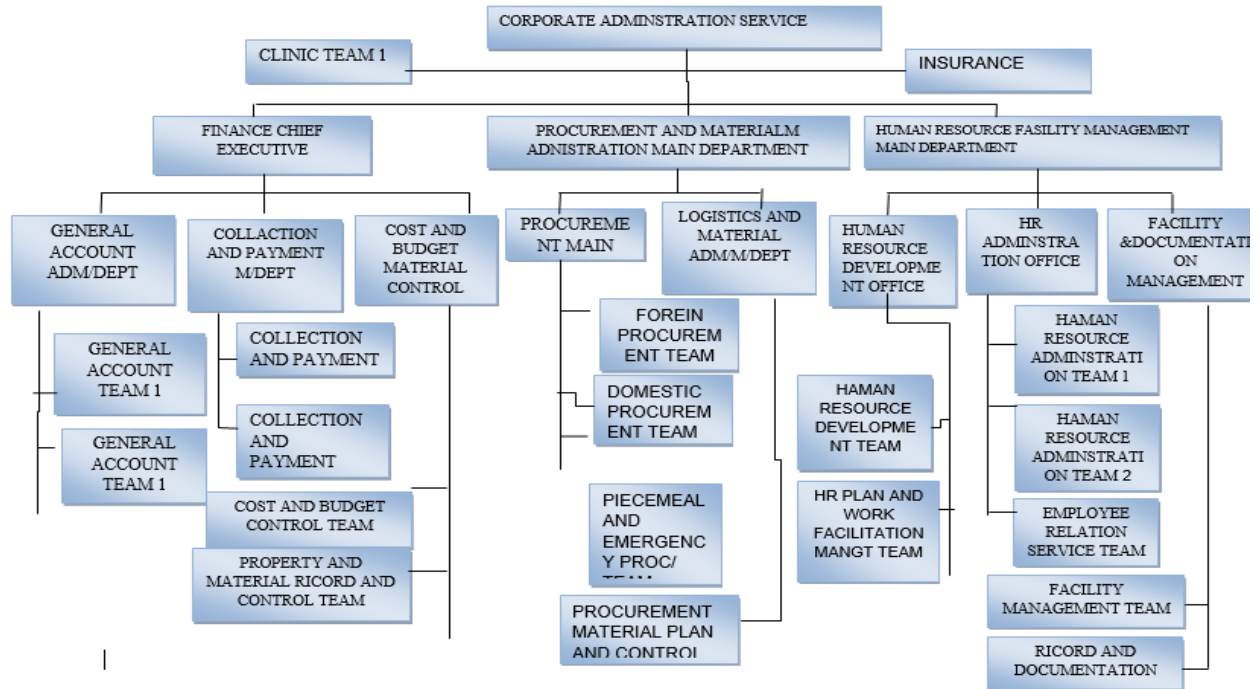 CORPORATE ADMINSTRATION SERVICE
CLINIC TEAM 1
INSURANCE
FINANCE CHIEF
EXECUTIVE
PROCUREMENT AND MATERIALM
ADNISTRATION MAIN DEPARTMENT
HUMAN RESOURCE FASILITY MANAGEMENT
MAIN DEPARTMENT
GENERAL
ACCOUNT
ADM/DEPT
COLLACTION
AND PAYMENT
M/DEPT
COST AND
BUDGET
MATERIAL
CONTROL
PROCUREME
NT MAIN
LOGISTICS AND
MATERIAL
ADM/M/DEPT
HUMAN
RESOURCE
DEVELOPME
NT OFFICE
HR
ADMINSTRA
TION OFFICE
FACILITY
&DOCUMENTATI
ON
MANAGEMENT
GENERAL
ACCOUNT
TEAM 1
GENERAL
ACCOUNT
TEAM 1
COLLECTION
AND PAYMENT
COLLECTION
AND
PAYMENT
COST AND BUDGET
CONTROL TEAM
PROPERTY AND
MATERIAL RICORD AND
CONTROL TEAM
FOREIN
PROCUREM
ENT TEAM
DOMESTIC
PROCUREM
ENT TEAM
PIECEMEAL
AND
EMERGENC
Y PROC/
TEAM
PROCUREMENT
MATERIAL PLAN
AND CONTROL
HAMAN
RESOURCE
DEVELOPME
NT TEAM
HR PLAN AND
WORK
FACILITATION
MANGT TEAM
HAMAN
RESOURCE
ADMINSTRATI
ON TEAM 1
HAMAN
RESOURCE
ADMINSTRATI
ON TEAM 2
EMPLOYEE
RELATION
SERVICE TEAM
FACILITY
MANAGEMENT TEAM
RICORD AND
DOCUMENTATION